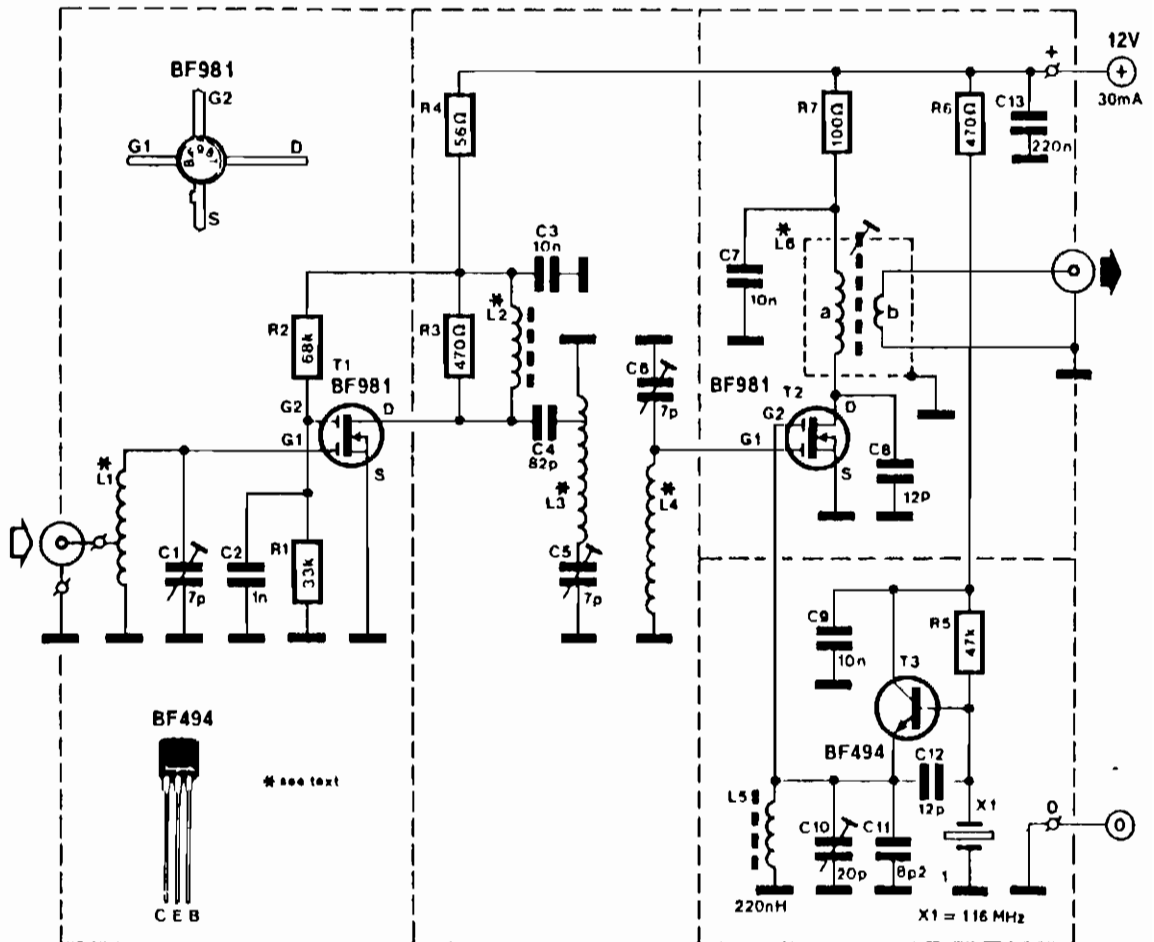 BF981
G2
G1
D
S
R4
56Ω
R7
100Ω
R6
470Ω
C13
220n
+
12V
+
30mA
C3
10n
C7
10n
*
L6
a
b
R2
68k
R3
470Ω
*
L2
T1
BF981
G2
G1
D
S
C4
82p
C6
7p
BF981
T2
G2
G1
D
S
C8
12p
*
L1
C1
7p
C2
1n
R1
33k
*
L3
C5
7p
*
L4
C9
10n
R5
47k
T3
BF494
C12
12p
L5
220nH
C10
20p
C11
8p2
X1
1
0
0
X1 = 116 MHz
BF494
C E B
* see text